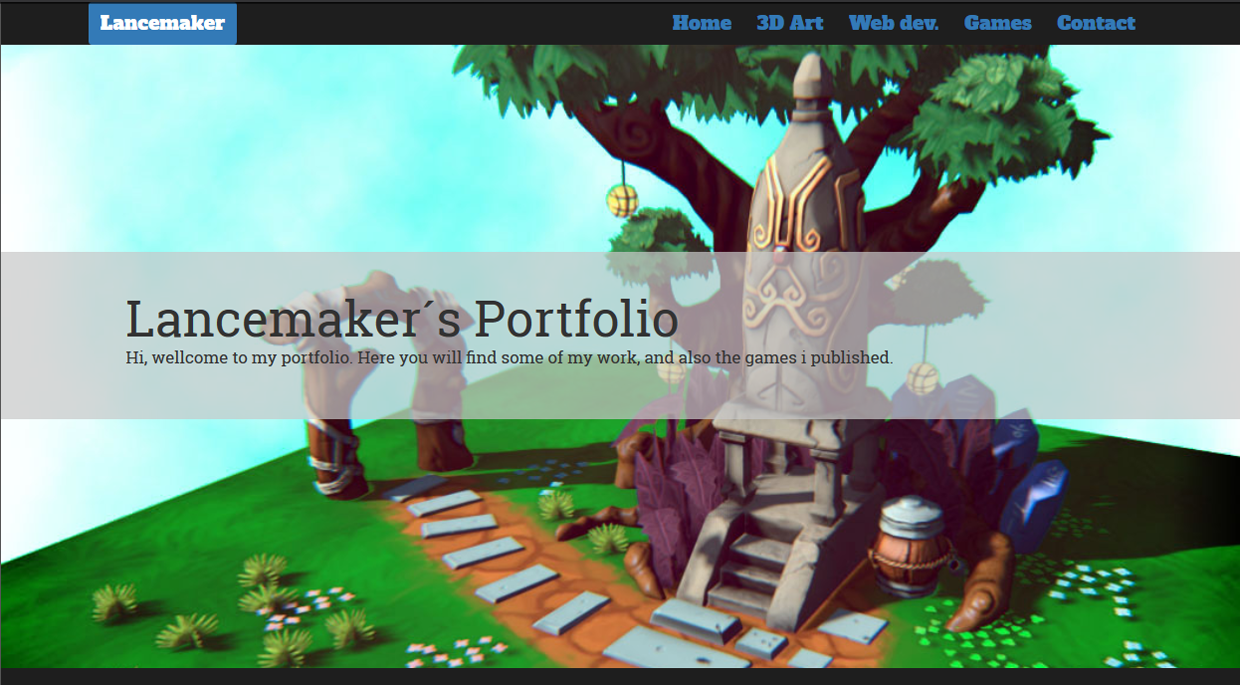 Lancemaker
Home 3D Art Web dev. Games Contact
Lancemaker´s Portfolio
Hi, wellcome to my portfolio. Here you will find some of my work, and also the games i published.